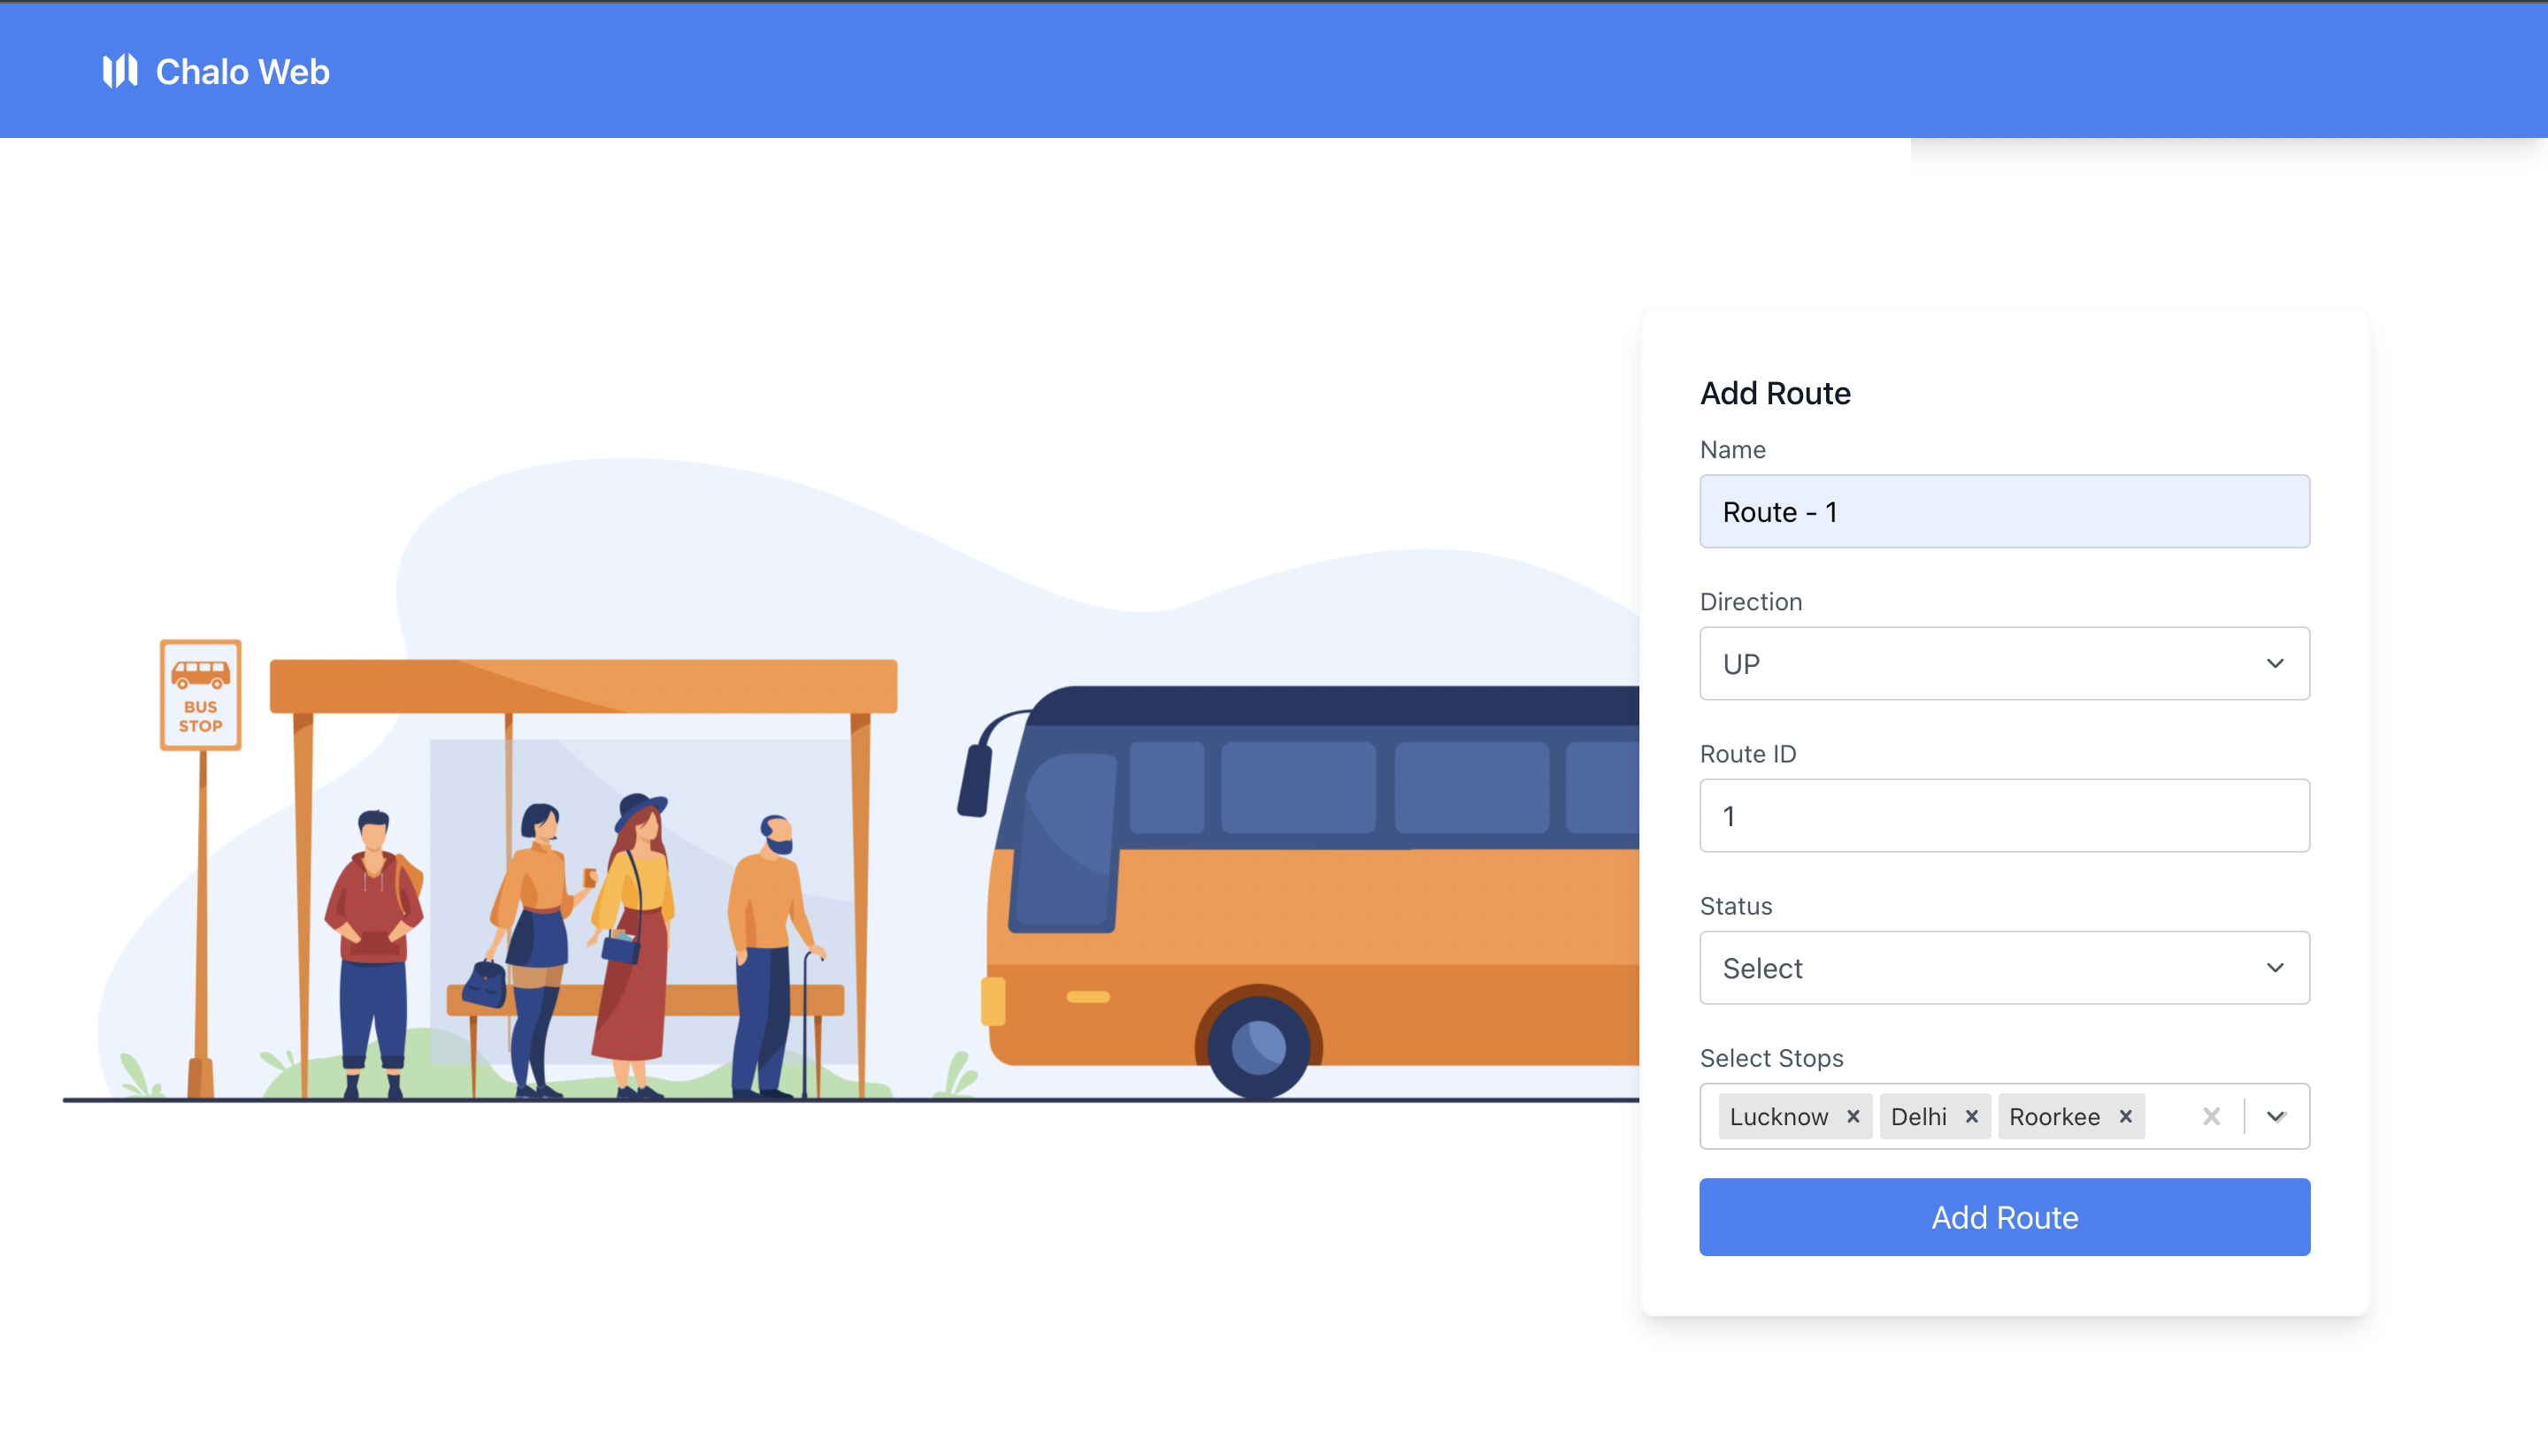 Chalo Web
BUS
STOP
Add Route
Name
Route - 1
Direction
UP
Route ID
1
Status
Select
Select Stops
Lucknow Delhi Roorkee
Add Route